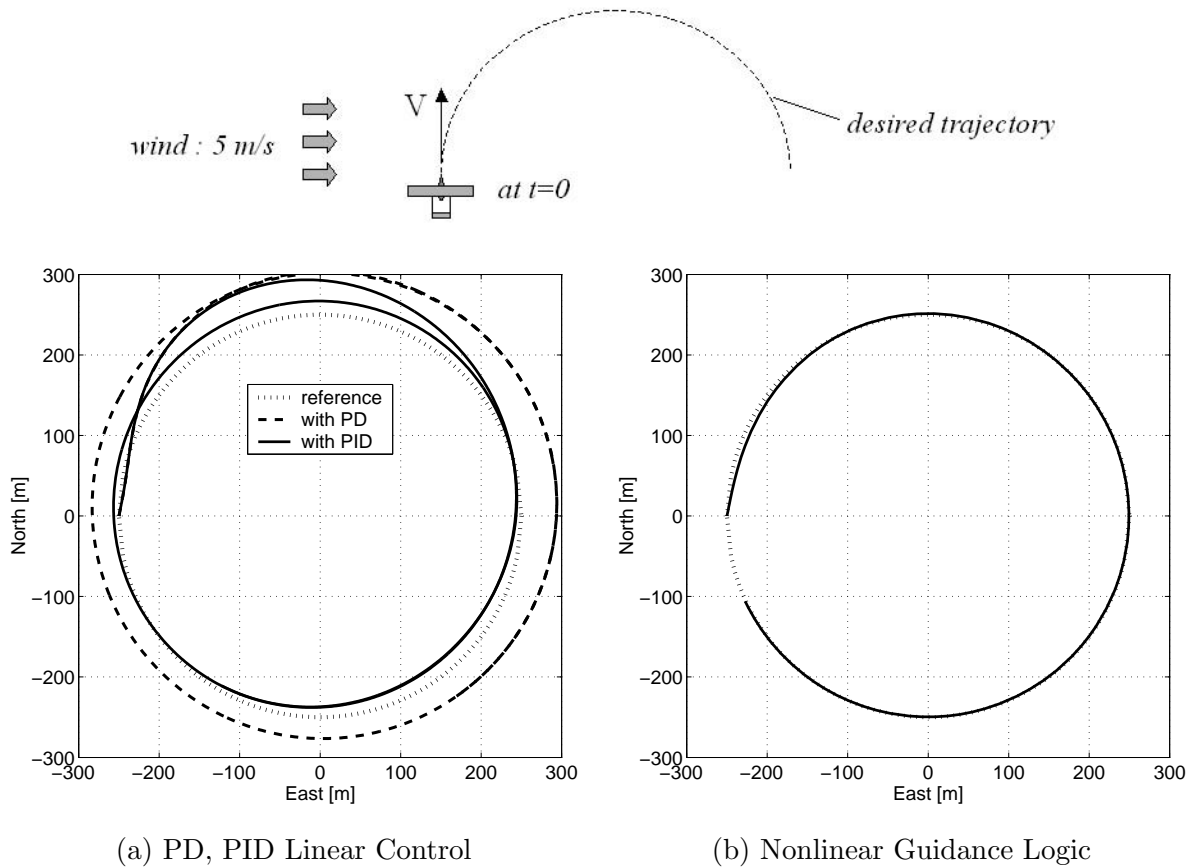 V
desired trajectory
wind : 5 m/s
at t=0
300
200
100
0
−100
−200
−300
North [m]
reference
with PD
with PID
−300 −200 −100 0 100 200 300
East [m]
300
200
100
0
−100
−200
−300
North [m]
−300 −200 −100 0 100 200 300
East [m]
(a) PD, PID Linear Control
(b) Nonlinear Guidance Logic